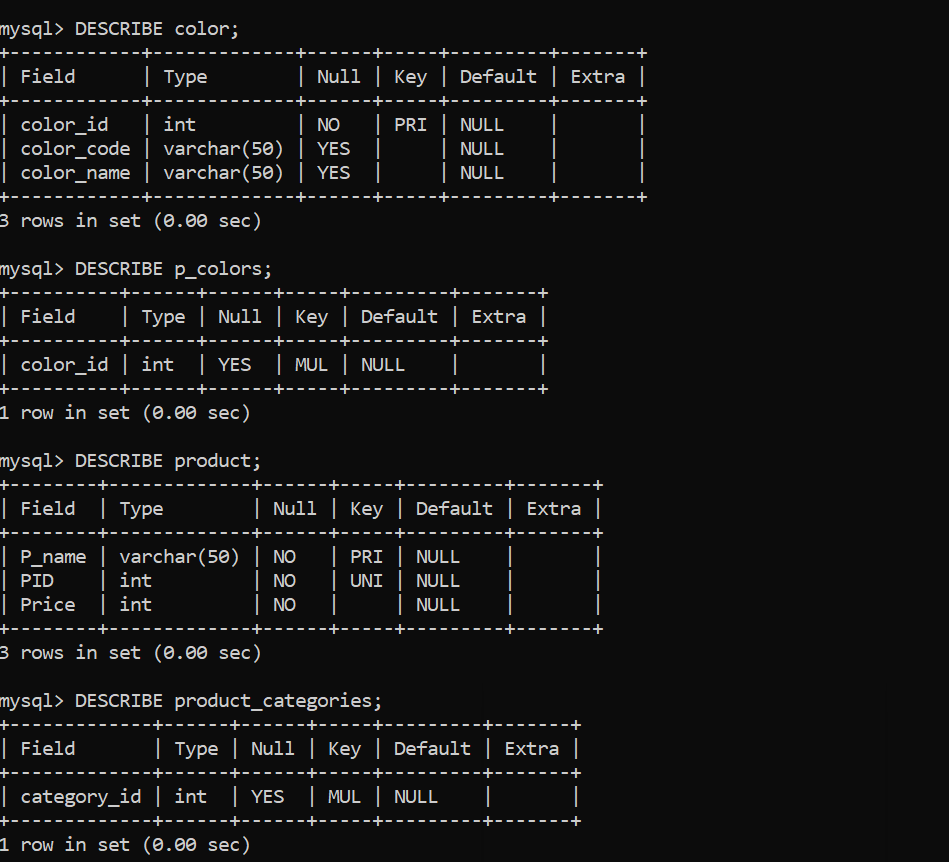 mysql> DESCRIBE color;
+------------+-------------+------+-----+---------+-------+
| Field      | Type        | Null | Key | Default | Extra |
+------------+-------------+------+-----+---------+-------+
| color_id   | int         | NO   | PRI | NULL    |       |
| color_code | varchar(50) | YES  |     | NULL    |       |
| color_name | varchar(50) | YES  |     | NULL    |       |
+------------+-------------+------+-----+---------+-------+
3 rows in set (0.00 sec)

mysql> DESCRIBE p_colors;
+----------+------+------+-----+---------+-------+
| Field    | Type | Null | Key | Default | Extra |
+----------+------+------+-----+---------+-------+
| color_id | int  | YES  | MUL | NULL    |       |
+----------+------+------+-----+---------+-------+
1 row in set (0.00 sec)

mysql> DESCRIBE product;
+--------+-------------+------+-----+---------+-------+
| Field  | Type        | Null | Key | Default | Extra |
+--------+-------------+------+-----+---------+-------+
| P_name | varchar(50) | NO   | PRI | NULL    |       |
| PID    | int         | NO   | UNI | NULL    |       |
| Price  | int         | NO   |     | NULL    |       |
+--------+-------------+------+-----+---------+-------+
3 rows in set (0.00 sec)

mysql> DESCRIBE product_categories;
+-------------+------+------+-----+---------+-------+
| Field       | Type | Null | Key | Default | Extra |
+-------------+------+------+-----+---------+-------+
| category_id | int  | YES  | MUL | NULL    |       |
+-------------+------+------+-----+---------+-------+
1 row in set (0.00 sec)